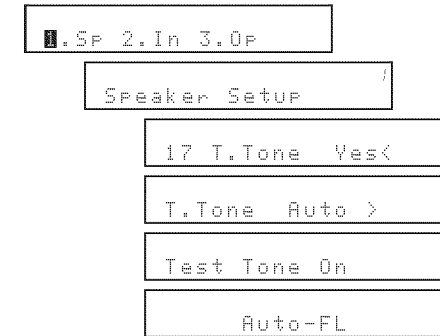 1.Sp 2.In 3.Op
Speaker Setup
17 T.Tone Yes<
T.Tone Auto >
Test Tone On
Auto-FL